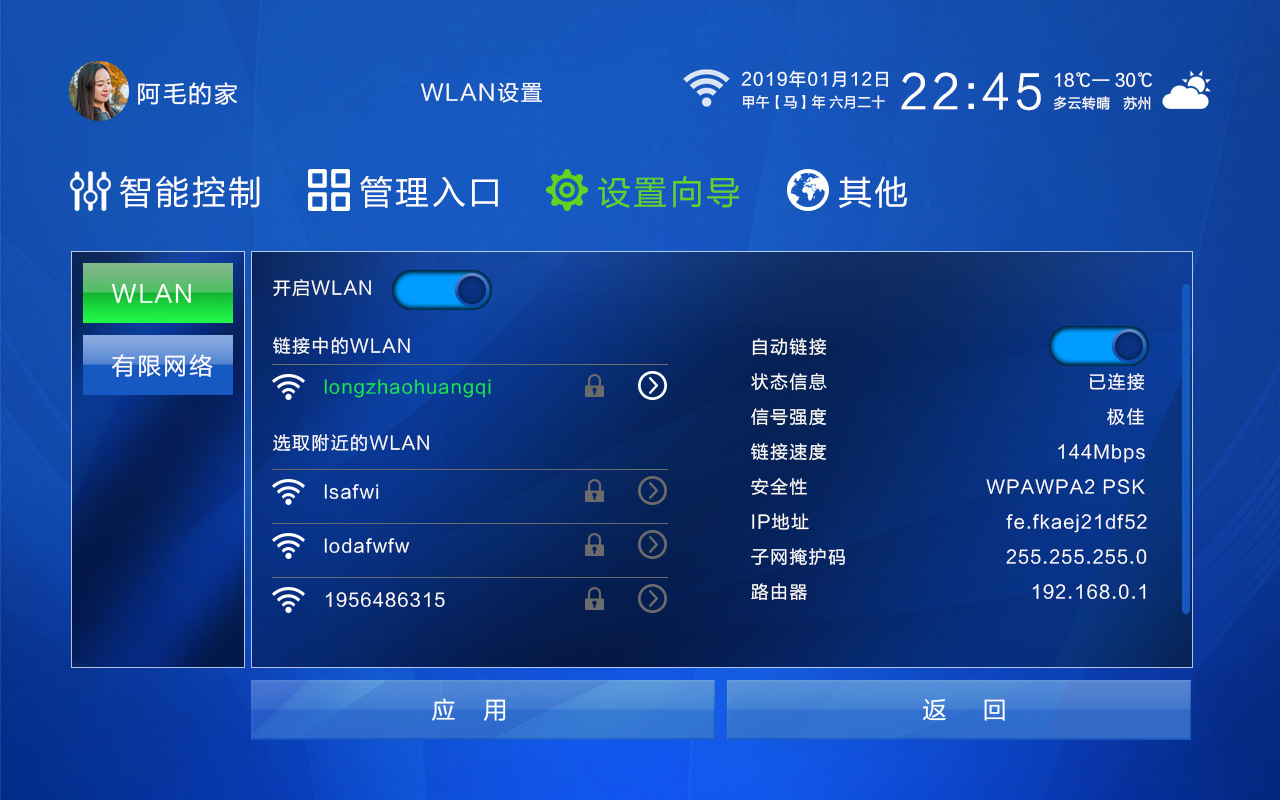 阿毛的家
WLAN设置
2019年01月12日
甲午【马】年 六月二十
22:45
18℃— 30℃
多云转晴 苏州
智能控制
管理入口
设置向导
其他
WLAN
有限网络
开启WLAN
链接中的WLAN
longzhaohuangqi
选取附近的WLAN
lsafwi
lodafwfw
1956486315
自动链接
状态信息 已连接
信号强度 极佳
链接速度 144Mbps
安全性 WPAWPA2 PSK
IP地址 fe.fkaej21df52
子网掩护码 255.255.255.0
路由器 192.168.0.1
应 用
返 回